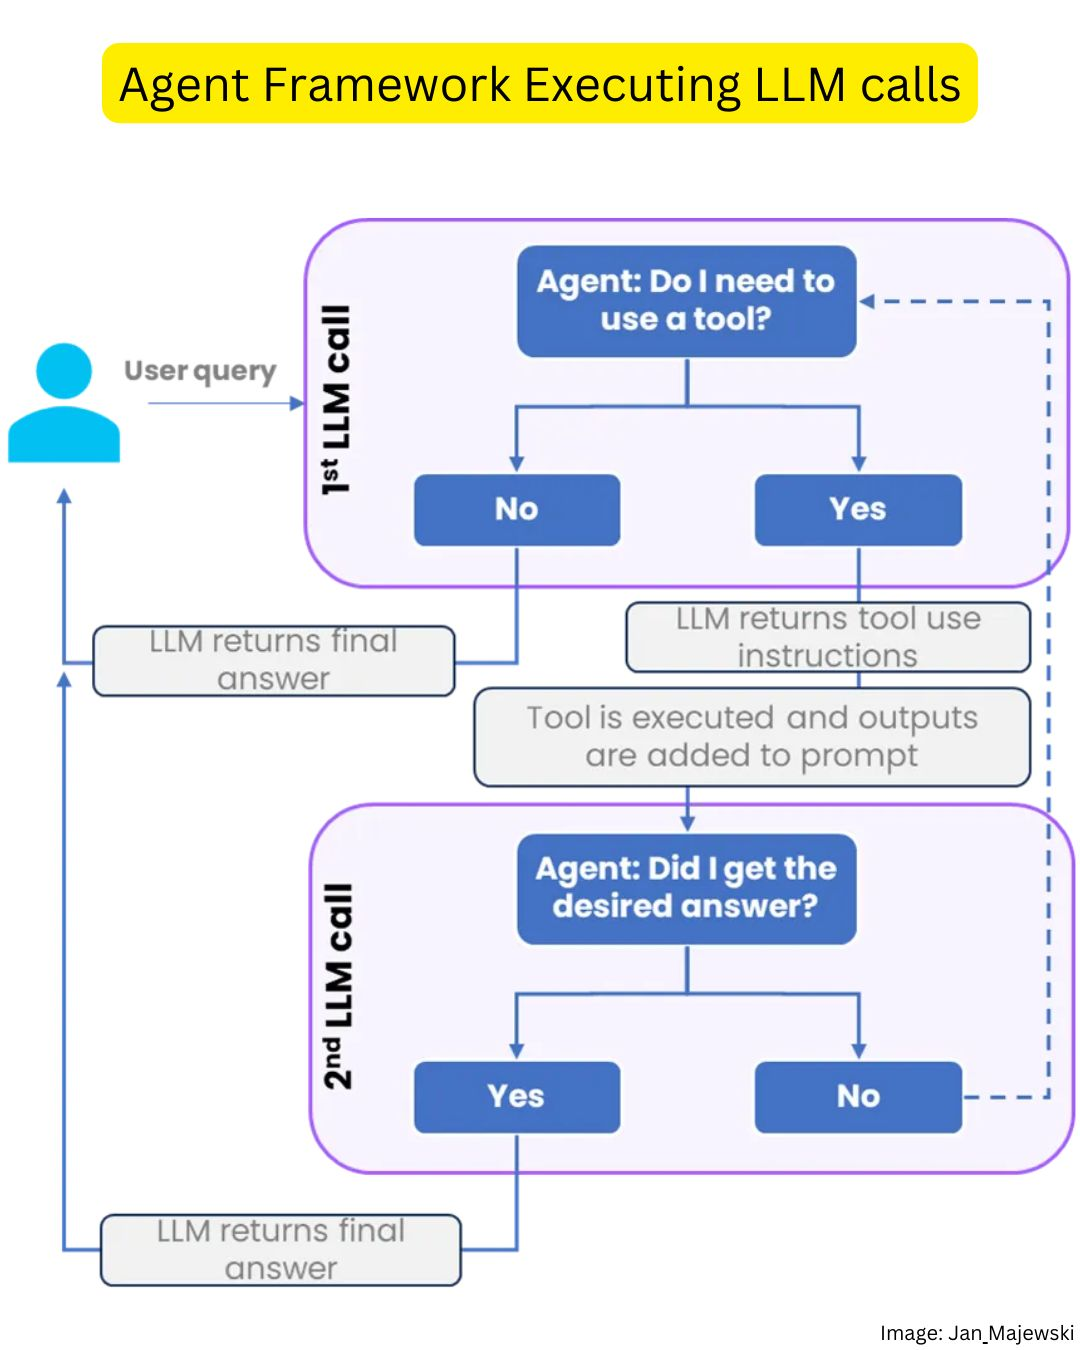 Agent Framework Executing LLM calls
Agent: Do I need to
use a tool?
User query
1st LLM call
No
Yes
LLM returns final
answer
LLM returns tool use
instructions
Tool is executed and outputs
are added to prompt
Agent: Did I get the
desired answer?
2nd LLM call
Yes
No
LLM returns final
answer
Image: Jan_Majewski